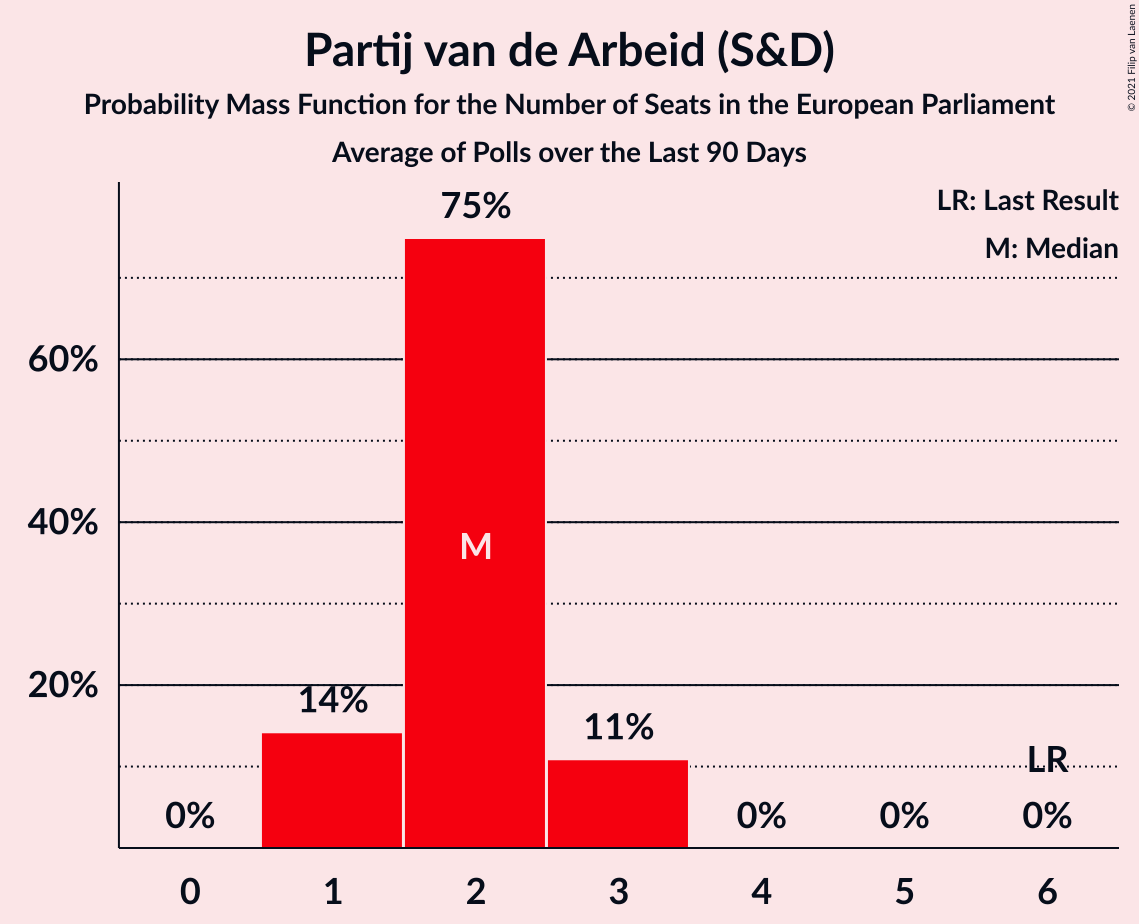 Partij van de Arbeid (S&D)
Probability Mass Function for the Number of Seats in the European Parliament
Average of Polls over the Last 90 Days
© 2021 Filip van Laenen
LR: Last Result
M: Median
75%
60%
40%
M
20%
14%
11%
LR
0%
0%
0%
0%
0 1 2 3 4 5 6